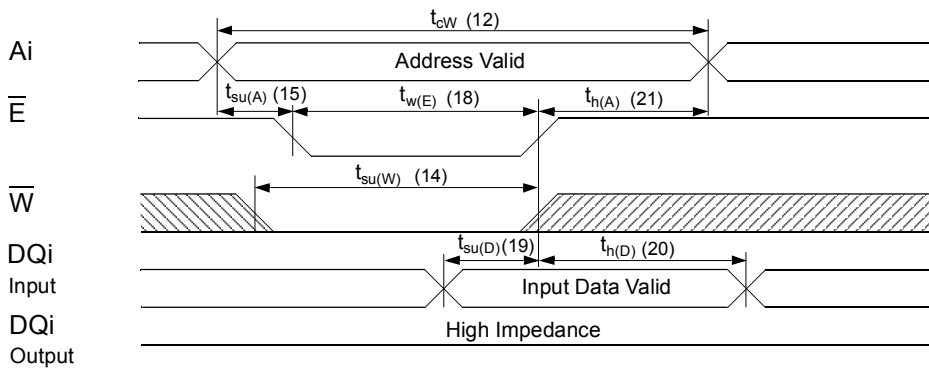 t_cW (12)
Ai
Address Valid
t_su(A) (15)
t_w(E) (18)
t_h(A) (21)
E̅
t_su(W) (14)
W̅
DQi
Input
t_su(D) (19)
t_h(D) (20)
Input Data Valid
DQi
Output
High Impedance